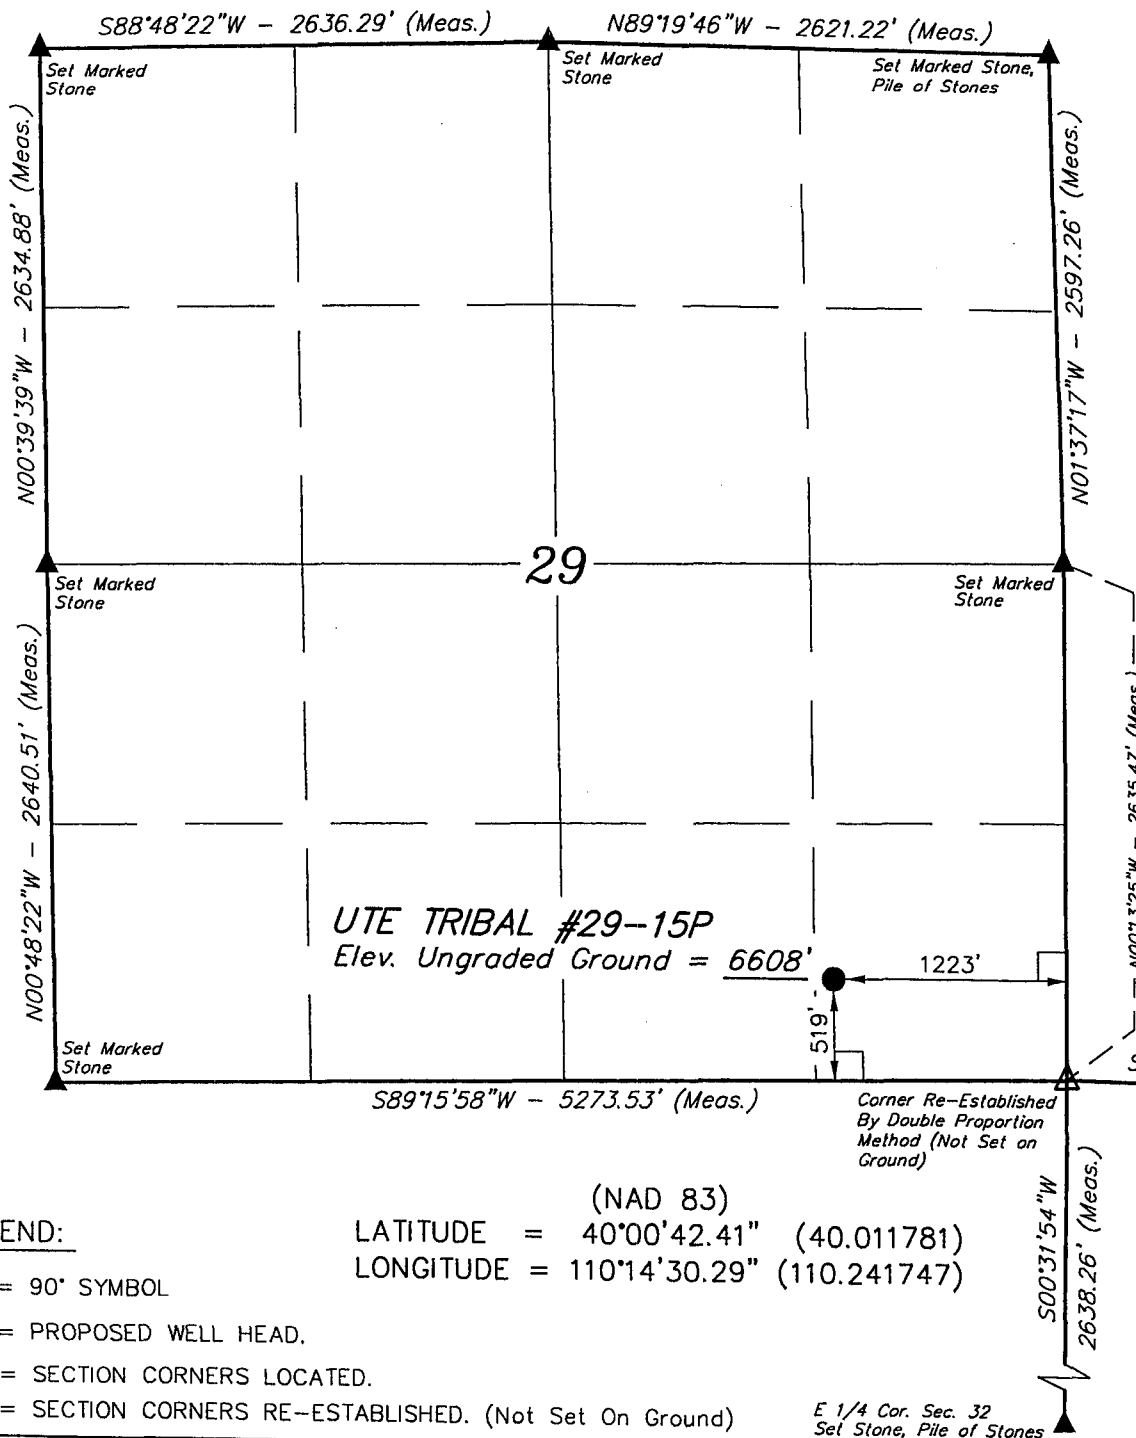 S88°48'22"W - 2636.29' (Meas.)
N89°19'46"W - 2621.22' (Meas.)
Set Marked
Stone
Set Marked
Stone
Set Marked Stone,
Pile of Stones
N00°39'39"W - 2634.88' (Meas.)
N01°37'17"W - 2597.26' (Meas.)
29
Set Marked
Stone
Set Marked
Stone
N00°48'22"W - 2640.51' (Meas.)
N00°13'25"W - 2635.47' (Meas.)
UTE TRIBAL #29-15P
Elev. Ungraded Ground = 6608'
1223'
519'
Set Marked
Stone
S89°15'58"W - 5273.53' (Meas.)
Corner Re-Established
By Double Proportion
Method (Not Set on
Ground)
S00°31'54"W
2638.26' (Meas.)
(NAD 83)
LATITUDE = 40°00'42.41" (40.011781)
LONGITUDE = 110°14'30.29" (110.241747)
END:
= 90° SYMBOL
= PROPOSED WELL HEAD.
= SECTION CORNERS LOCATED.
= SECTION CORNERS RE-ESTABLISHED. (Not Set On Ground)
E 1/4 Cor. Sec. 32
Set Stone, Pile of Stones